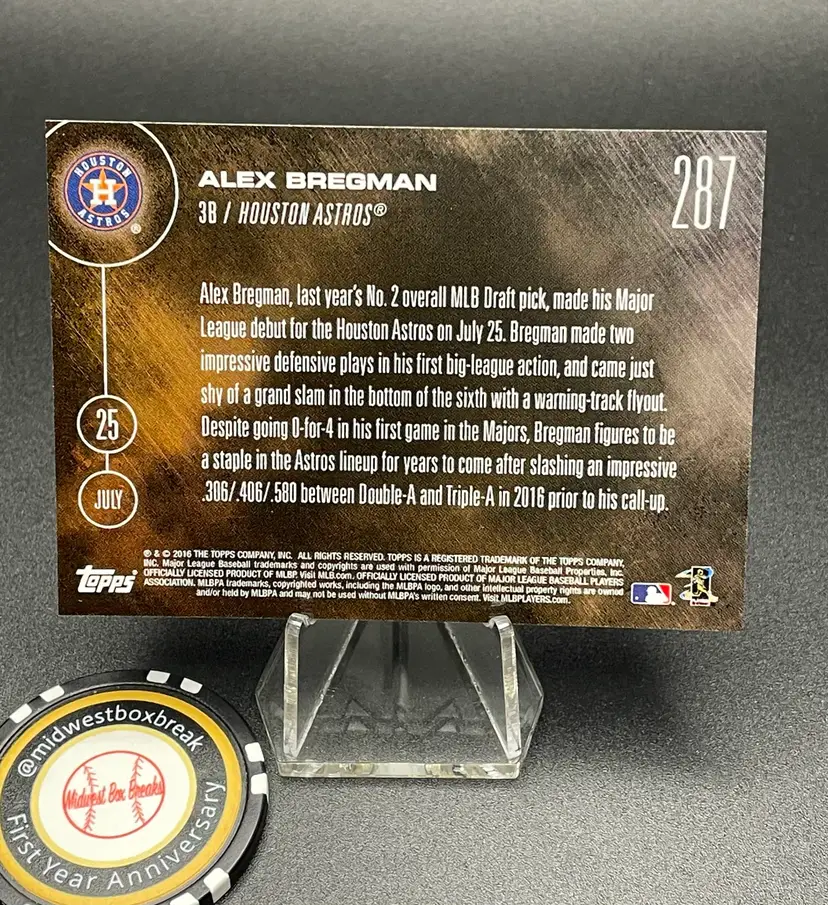 HOUSTON
H
ASTROS
®
ALEX BREGMAN
3B / HOUSTON ASTROS®
287
Alex Bregman, last year's No. 2 overall MLB Draft pick, made his Major
League debut for the Houston Astros on July 25. Bregman made two
impressive defensive plays in his first big-league action, and came just
shy of a grand slam in the bottom of the sixth with a warning-track flyout.
Despite going 0-for-4 in his first game in the Majors, Bregman figures to be
a staple in the Astros lineup for years to come after slashing an impressive
.306/.406/.580 between Double-A and Triple-A in 2016 prior to his call-up.
25
JULY
topps®
® & © 2016 THE TOPPS COMPANY, INC. ALL RIGHTS RESERVED. TOPPS IS A REGISTERED TRADEMARK OF THE TOPPS COMPANY,
INC. Major League Baseball trademarks and copyrights are used with permission of Major League Baseball Properties, Inc.
OFFICIALLY LICENSED PRODUCT OF MLBP. Visit MLB.com. OFFICIALLY LICENSED PRODUCT OF MAJOR LEAGUE BASEBALL PLAYERS
ASSOCIATION. MLBPA trademarks, copyrighted works, including the MLBPA logo, and other intellectual property rights are owned
and/or held by MLBPA and may not be used without MLBPA's written consent. Visit MLBPLAYERS.com.
@midwestboxbreak
Midwest Box Breaks
First Year Anniversary